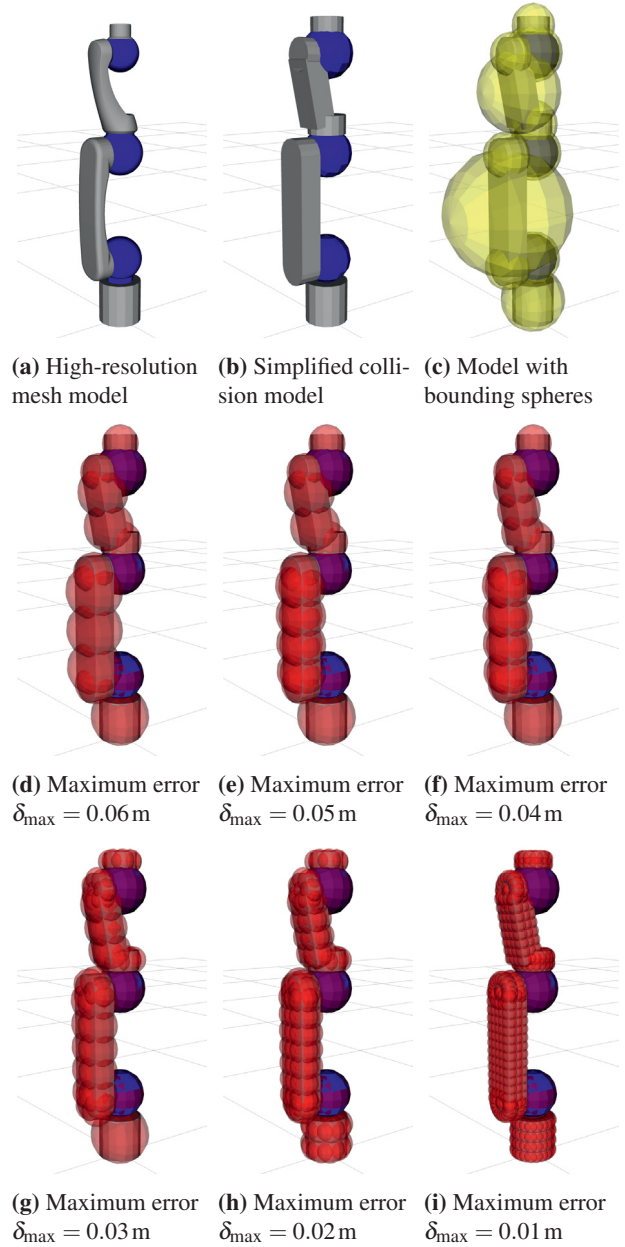 (a) High-resolution mesh model
(b) Simplified colli-sion model
(c) Model with bounding spheres
(d) Maximum error δmax = 0.06 m
(e) Maximum error δmax = 0.05 m
(f) Maximum error δmax = 0.04 m
(g) Maximum error δmax = 0.03 m
(h) Maximum error δmax = 0.02 m
(i) Maximum error δmax = 0.01 m